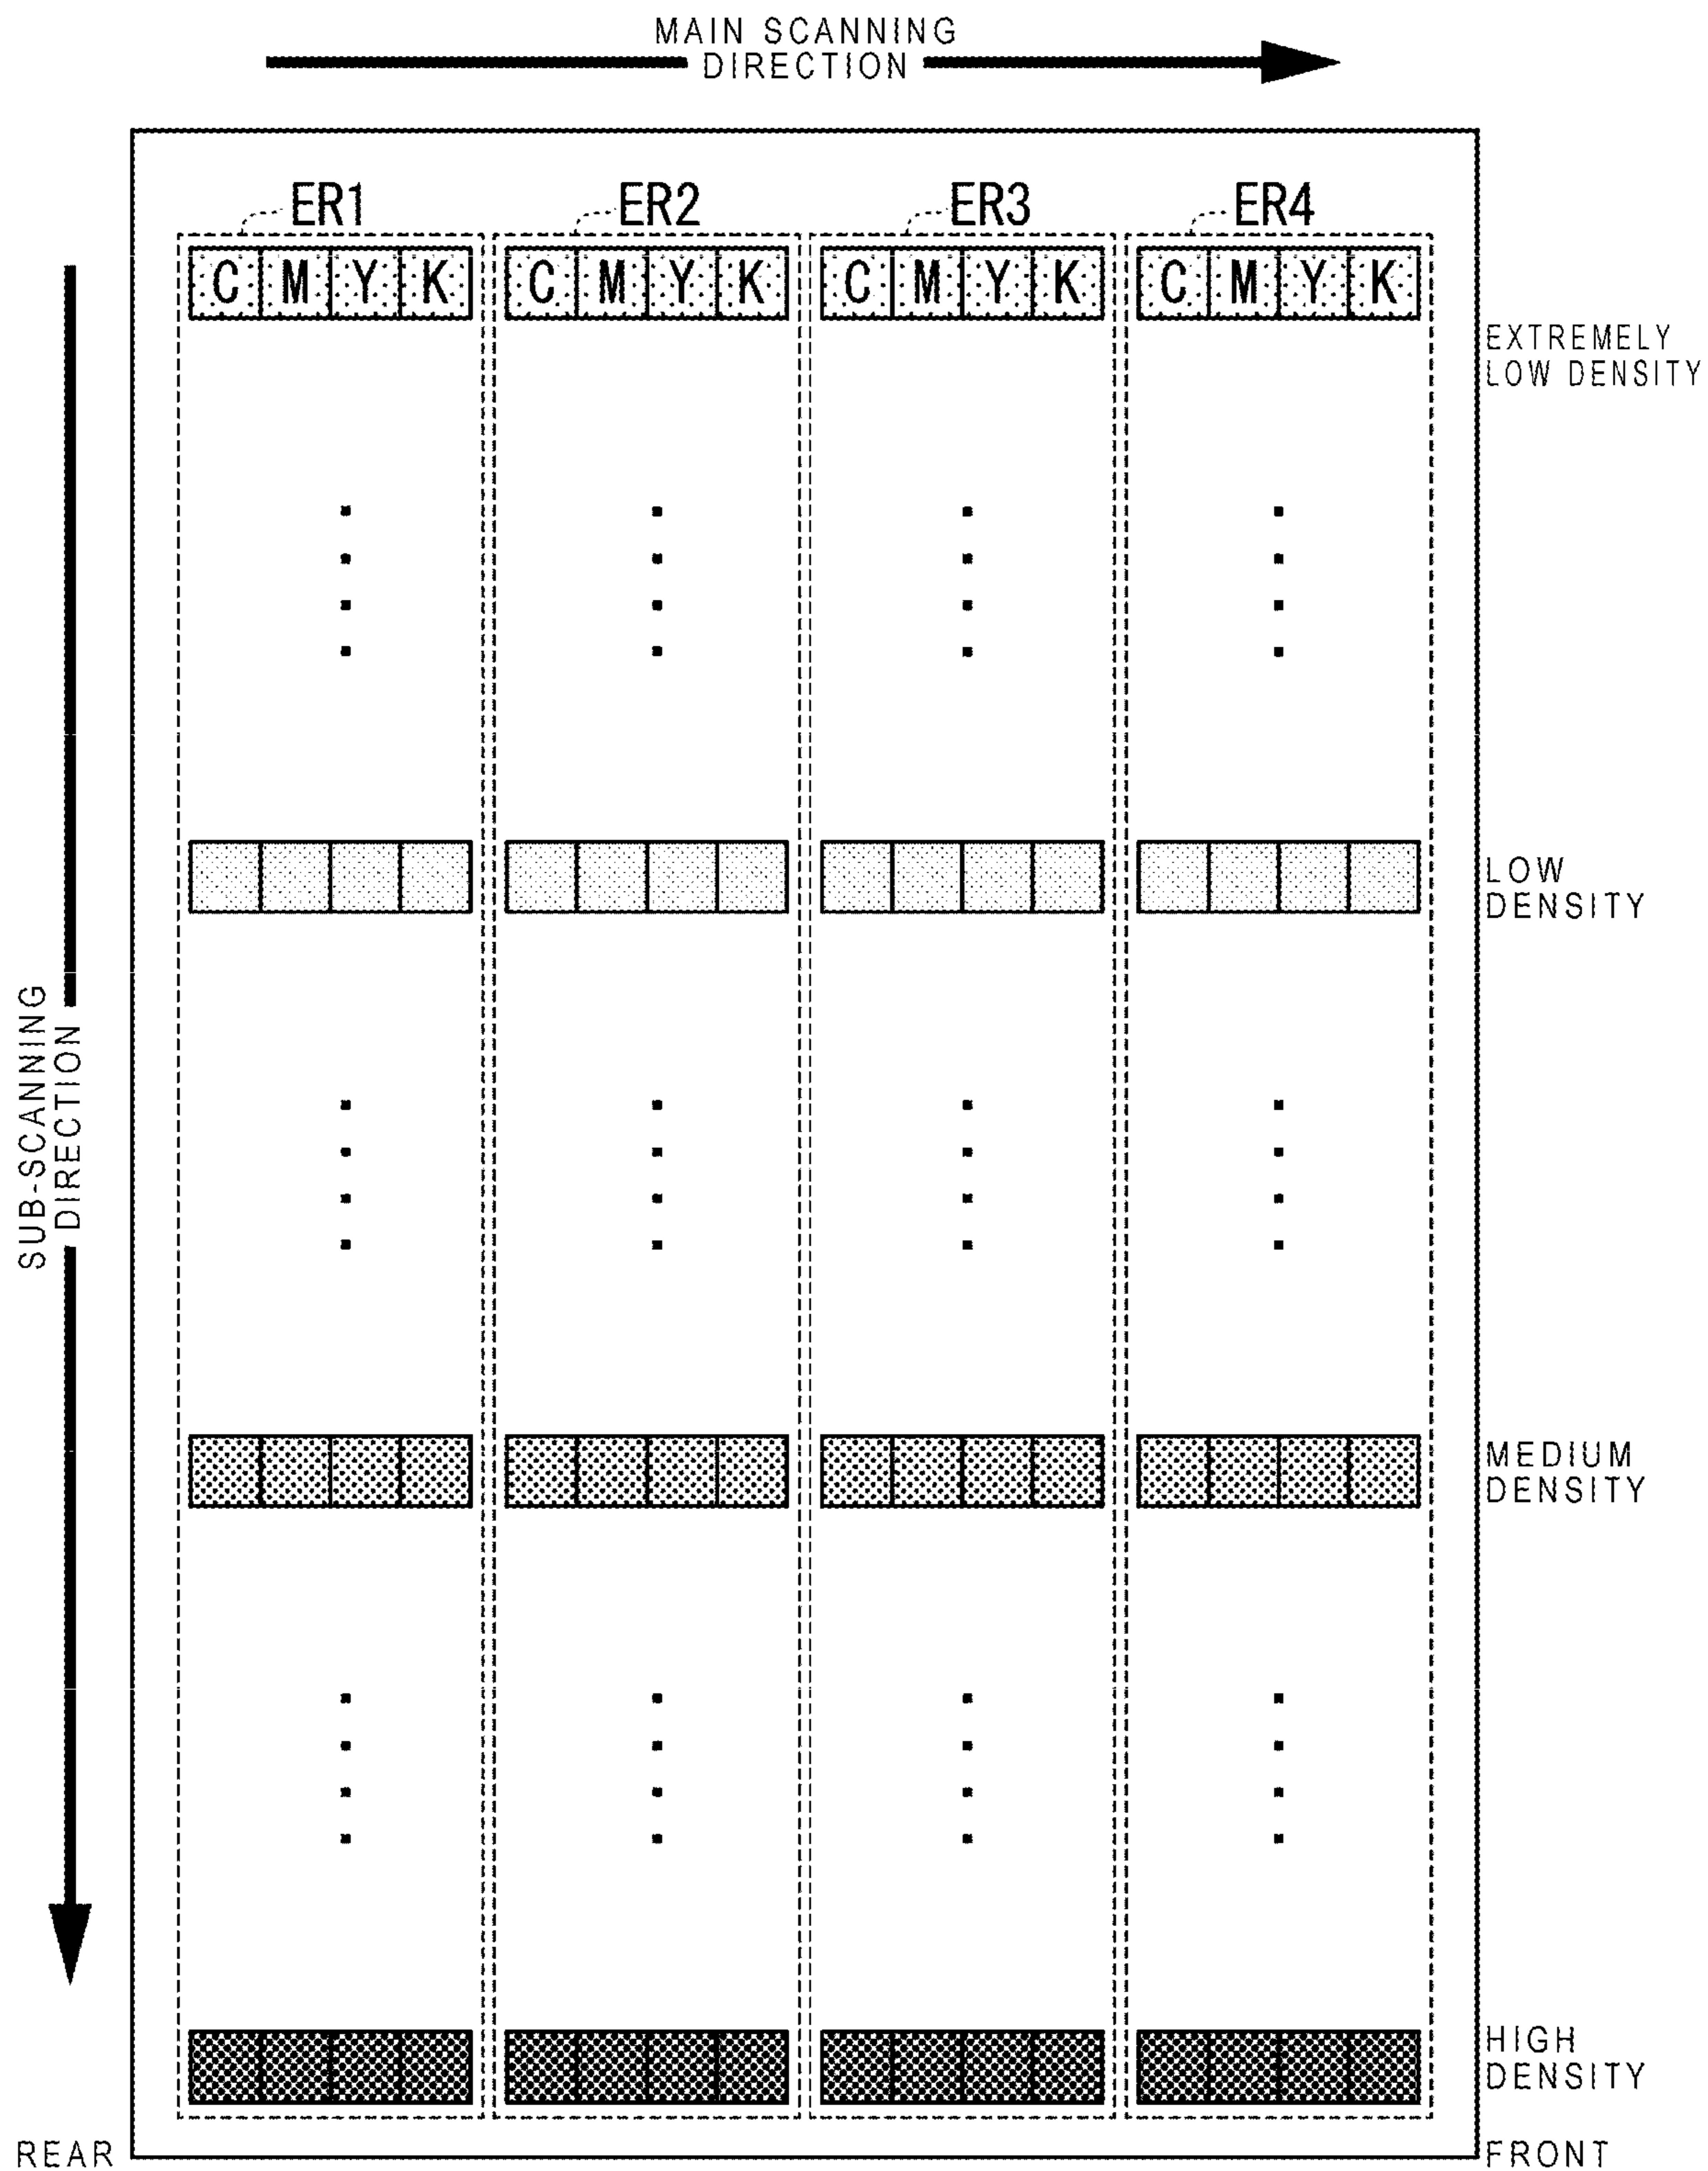 MAIN SCANNING
DIRECTION
ER1 ER2 ER3 ER4
C M Y K C M Y K C M Y K C M Y K
EXTREMELY
LOW DENSITY
LOW
DENSITY
SUB-SCANNING
DIRECTION
MEDIUM
DENSITY
HIGH
DENSITY
REAR
FRONT